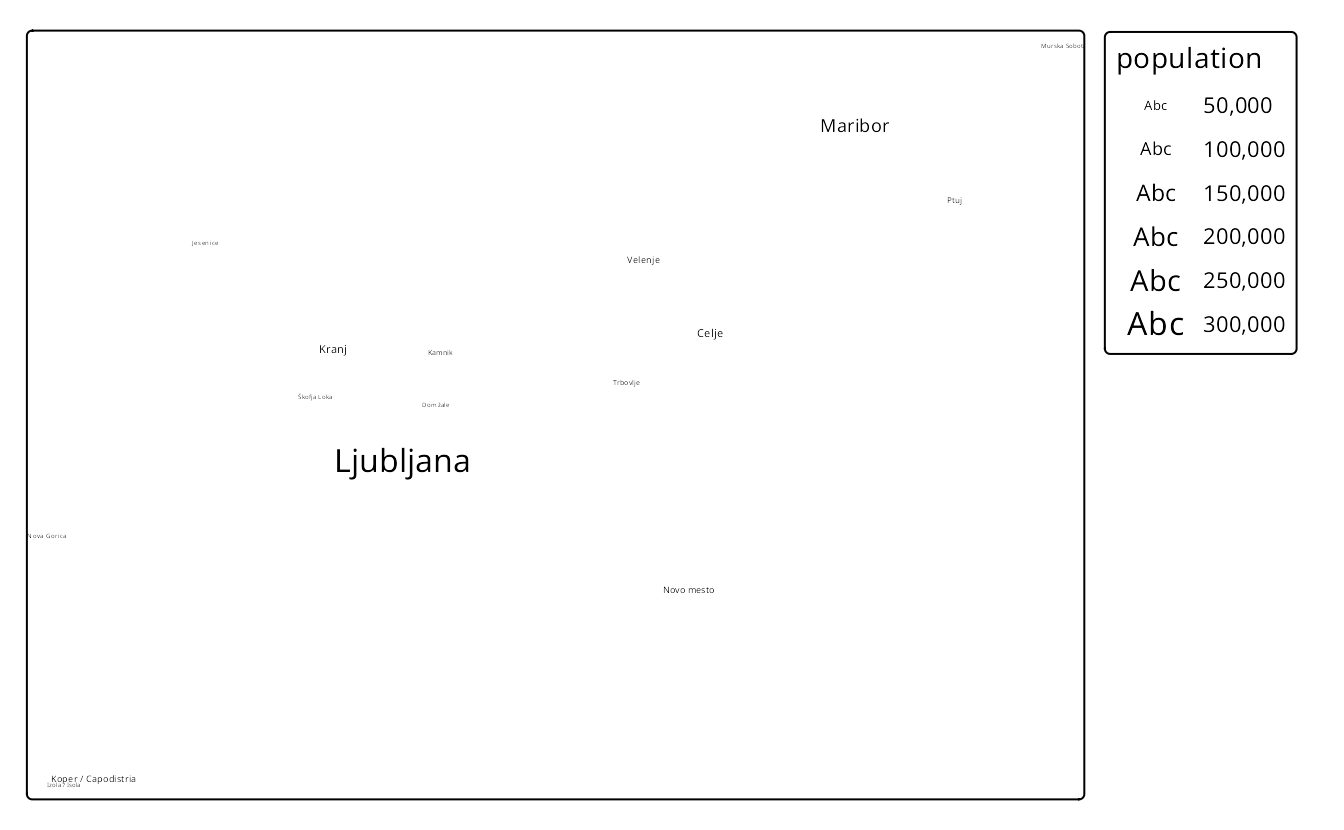 Murska Sobot
population
Abc 50,000
Maribor
Abc 100,000
Abc 150,000
Ptuj
Abc 200,000
Jesenice
Velenje
Abc 250,000
Abc 300,000
Celje
Kranj
Kamnik
Trbovlje
Škofja Loka
Domžale
Ljubljana
Nova Gorica
Novo mesto
Koper / Capodistria
Izola / Isola